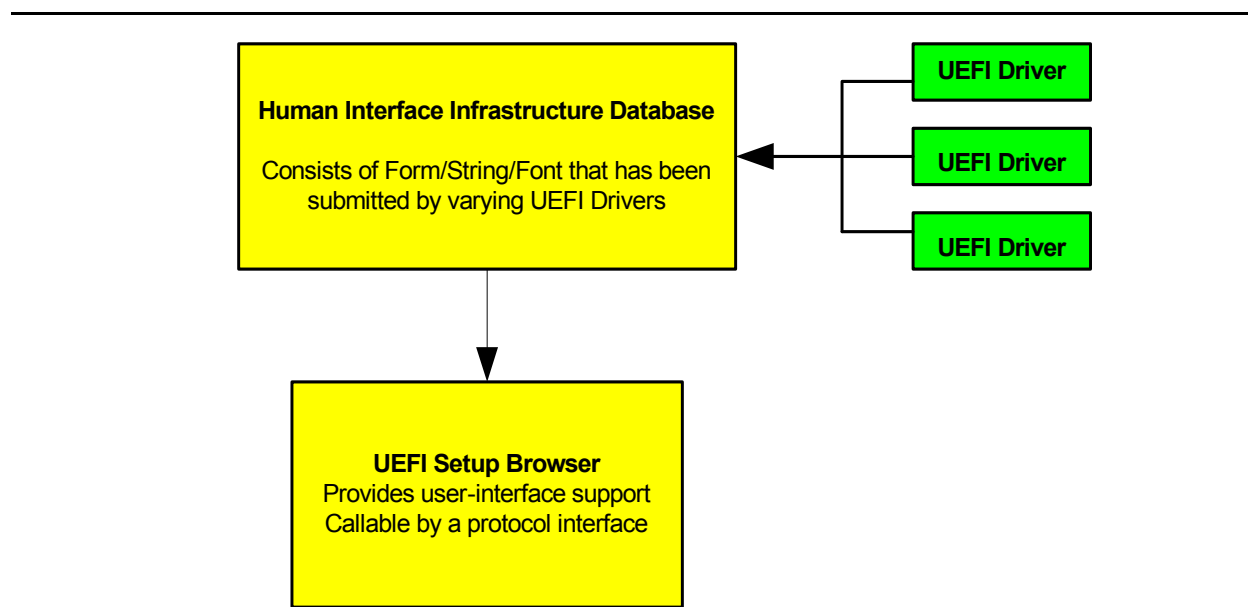 Human Interface Infrastructure Database
Consists of Form/String/Font that has been
submitted by varying UEFI Drivers
UEFI Driver
UEFI Driver
UEFI Driver
UEFI Setup Browser
Provides user-interface support
Callable by a protocol interface